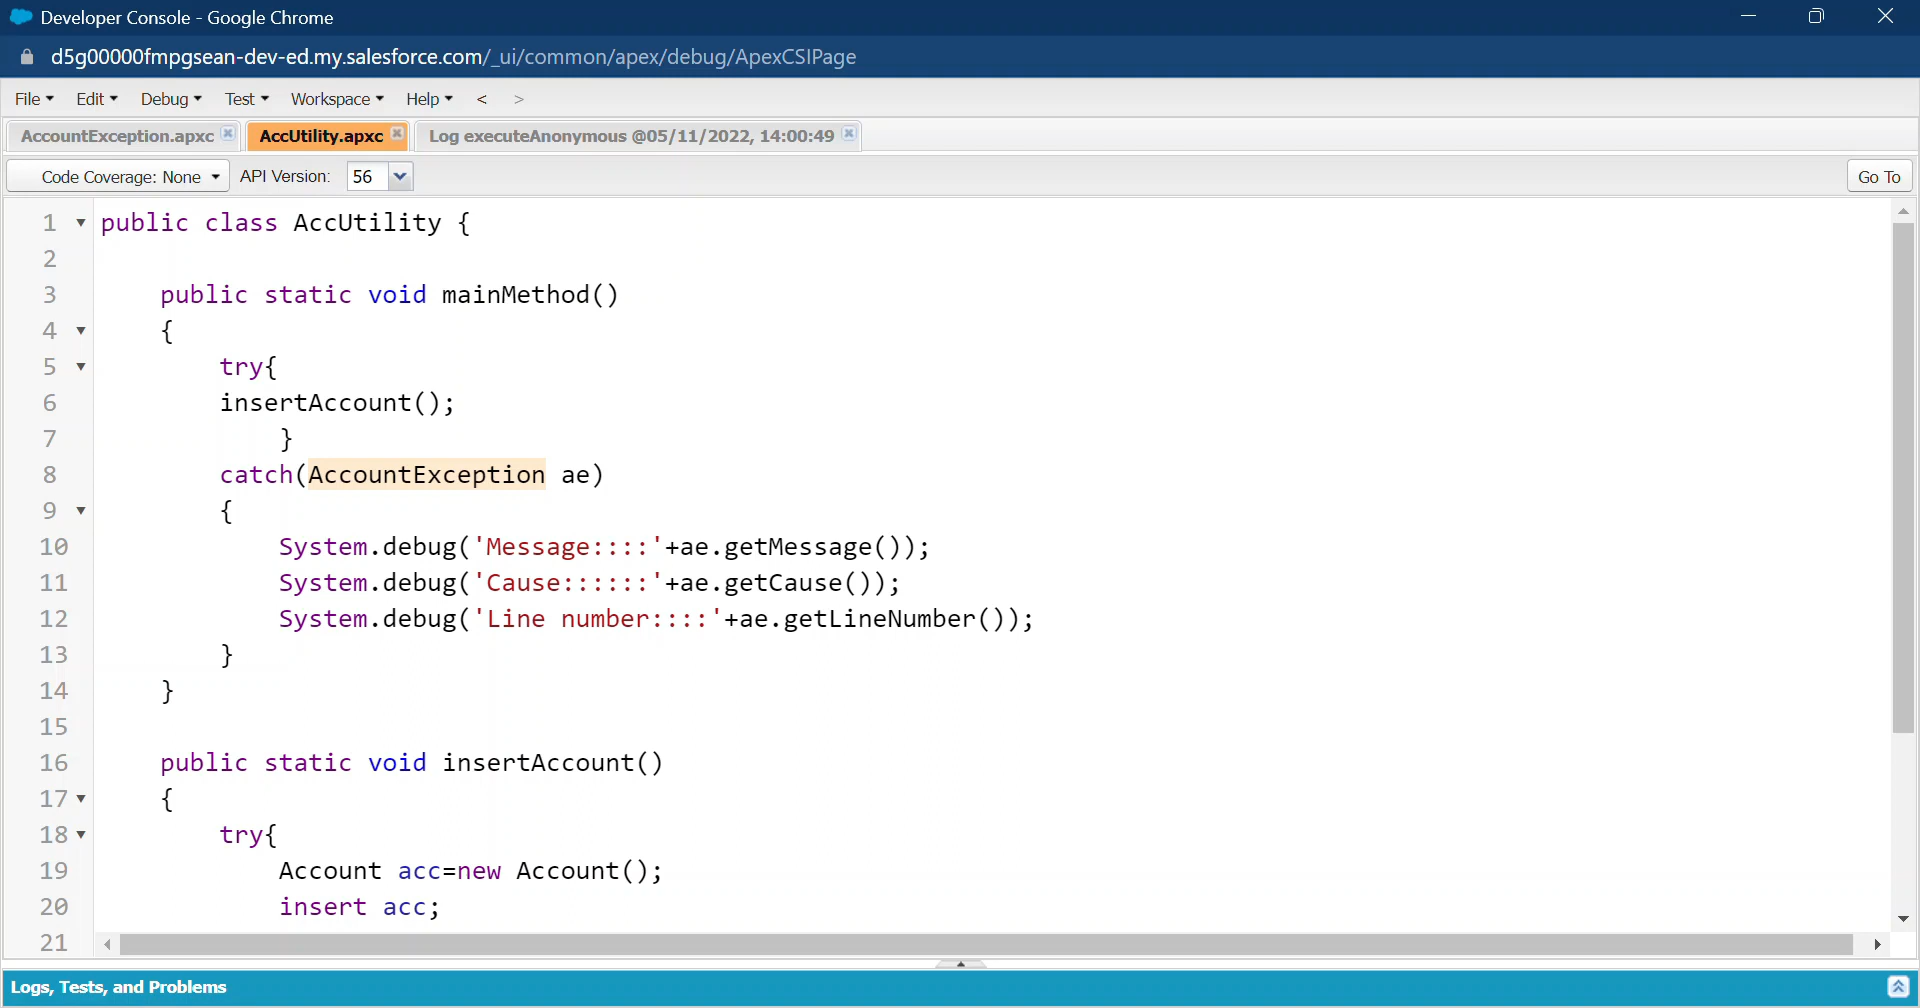 Developer Console - Google Chrome
d5g00000fmpgsean-dev-ed.my.salesforce.com/_ui/common/apex/debug/ApexCSIPage
File Edit Debug Test Workspace Help < >
AccountException.apxc AccUtility.apxc Log executeAnonymous @05/11/2022, 14:00:49
Code Coverage: None API Version: 56 Go To
1 public class AccUtility {
2
3 public static void mainMethod()
4 {
5 try{
6 insertAccount();
7 }
8 catch(AccountException ae)
9 {
10 System.debug('Message::::'+ae.getMessage());
11 System.debug('Cause::::::'+ae.getCause());
12 System.debug('Line number::::'+ae.getLineNumber());
13 }
14 }
15
16 public static void insertAccount()
17 {
18 try{
19 Account acc=new Account();
20 insert acc;
21
Logs, Tests, and Problems